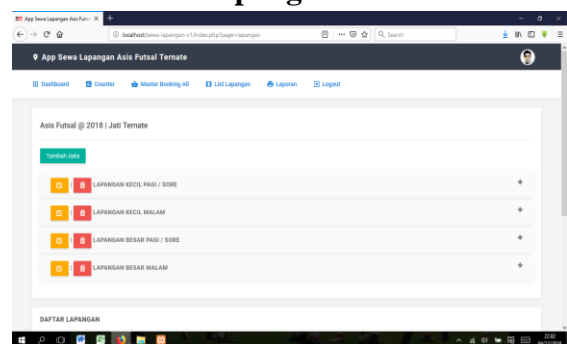 App Sewa Lapangan Asis Futsal
localhost/sewa-lapangan-v1/index.php?page=lapangan
Search
App Sewa Lapangan Asis Futsal Ternate
Dashboard Counter Master Booking All List Lapangan Laporan Logout
Asis Futsal @ 2018 | Jati Ternate
Tambah data
| LAPANGAN KECIL PAGI / SORE
| LAPANGAN KECIL MALAM
| LAPANGAN BESAR PAGI / SORE
| LAPANGAN BESAR MALAM
DAFTAR LAPANGAN
22.02